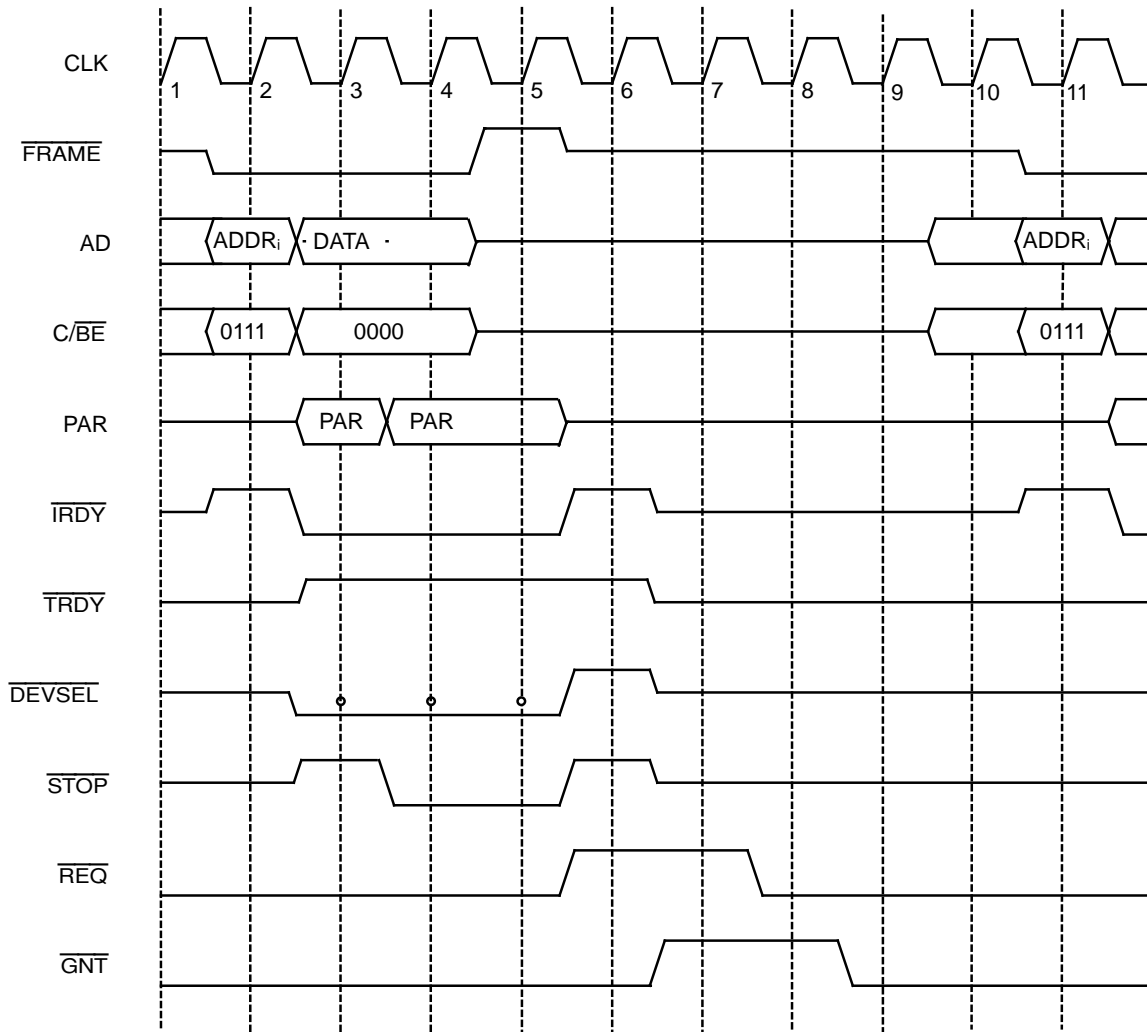 CLK
1 2 3 4 5 6 7 8 9 10 11
FRAME
AD
ADDRi DATA ADDRi
C/BE
0111 0000 0111
PAR
PAR PAR
IRDY
TRDY
DEVSEL
STOP
REQ
GNT